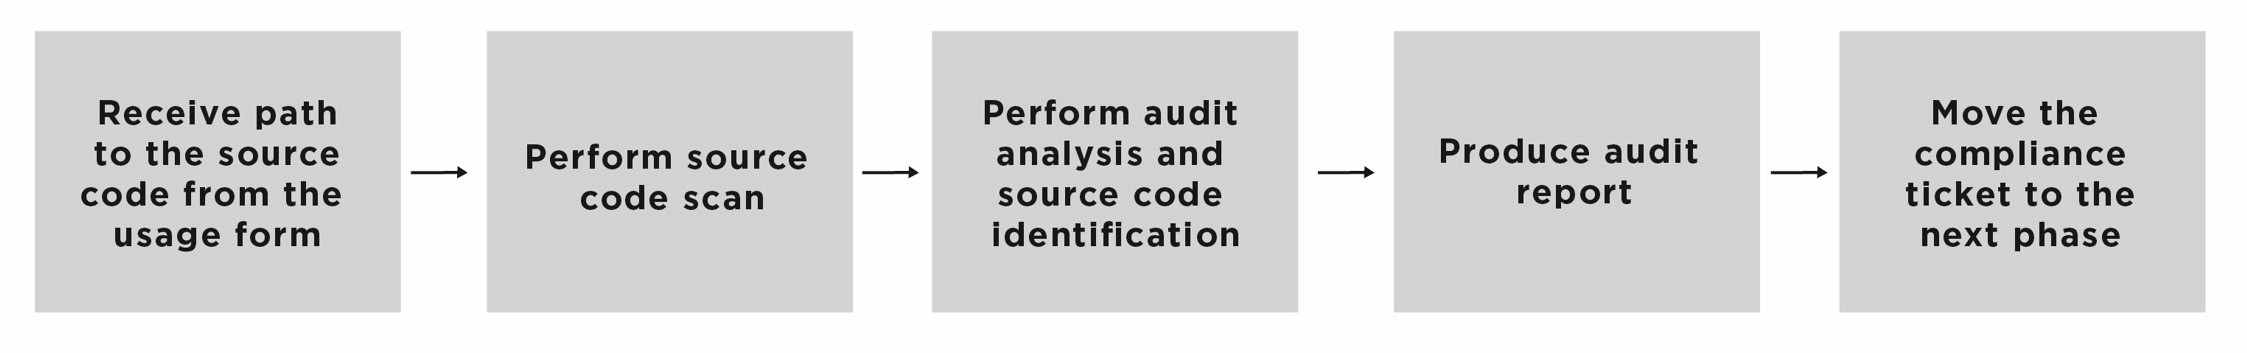 Receive path
to the source
code from the
usage form
Perform source
code scan
Perform audit
analysis and
source code
identification
Produce audit
report
Move the
compliance
ticket to the
next phase